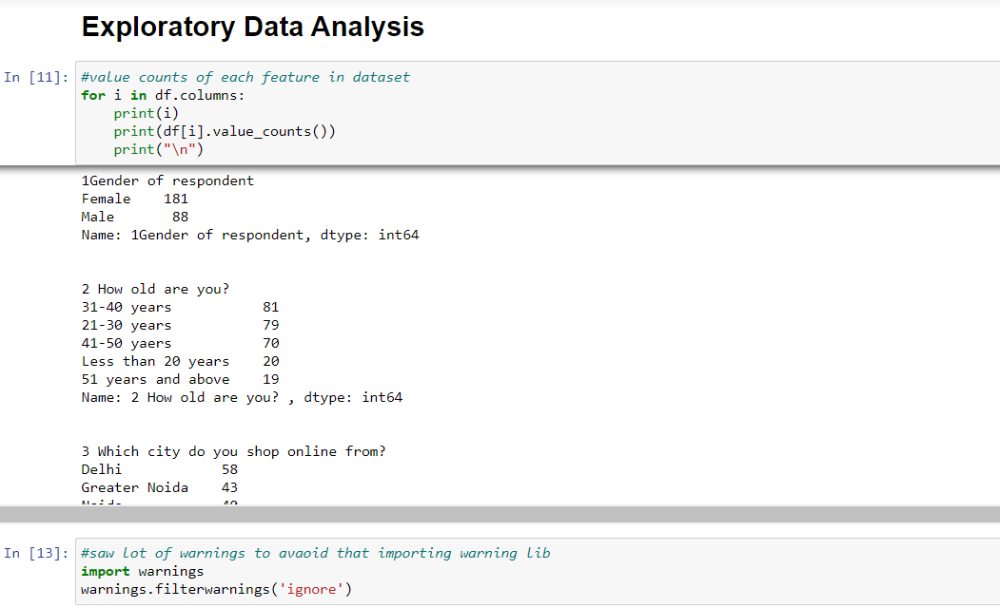 Exploratory Data Analysis
In [11]: #value counts of each feature in dataset
for i in df.columns:
    print(i)
    print(df[i].value_counts())
    print("\n")
1Gender of respondent
Female    181
Male       88
Name: 1Gender of respondent, dtype: int64
2 How old are you?
31-40 years           81
21-30 years           79
41-50 yaers           70
Less than 20 years    20
51 years and above    19
Name: 2 How old are you? , dtype: int64
3 Which city do you shop online from?
Delhi            58
Greater Noida    43
In [13]: #saw lot of warnings to avaoid that importing warning lib
import warnings
warnings.filterwarnings('ignore')